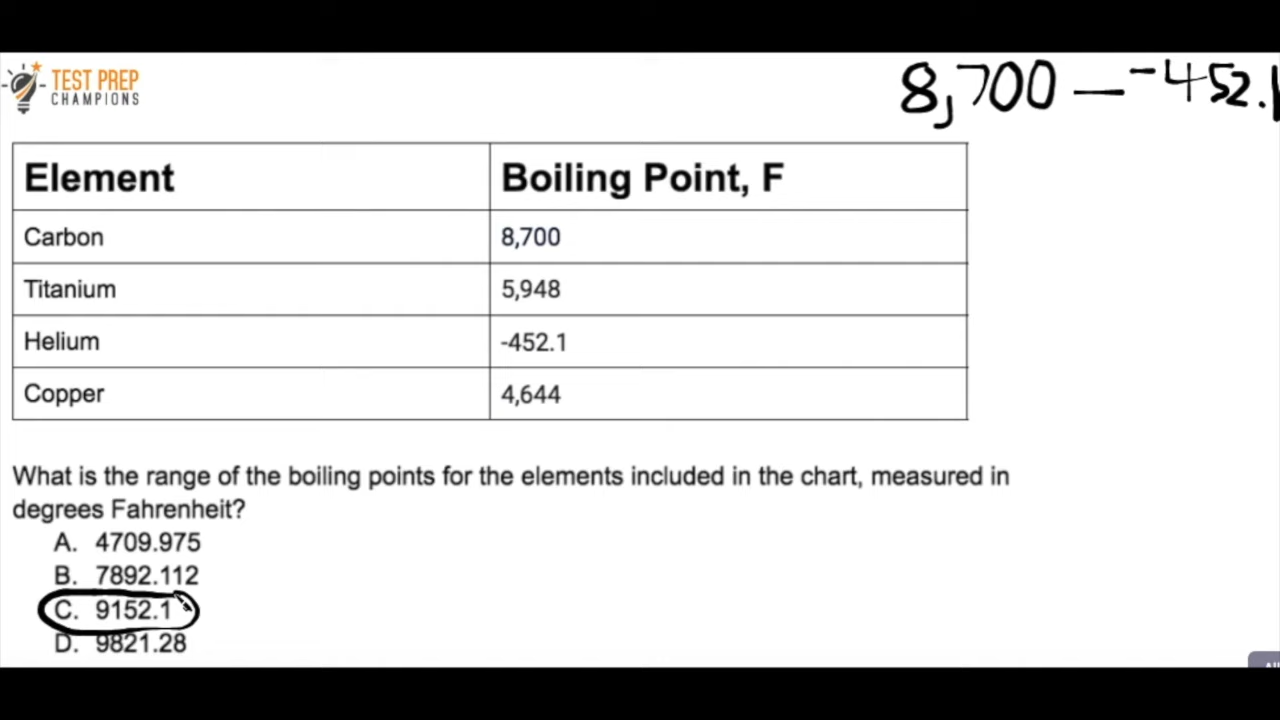 TEST PREP
CHAMPIONS
8,700 — -452.1
Element Boiling Point, F
Carbon 8,700
Titanium 5,948
Helium -452.1
Copper 4,644
What is the range of the boiling points for the elements included in the chart, measured in
degrees Fahrenheit?
A. 4709.975
B. 7892.112
C. 9152.1
D. 9821.28